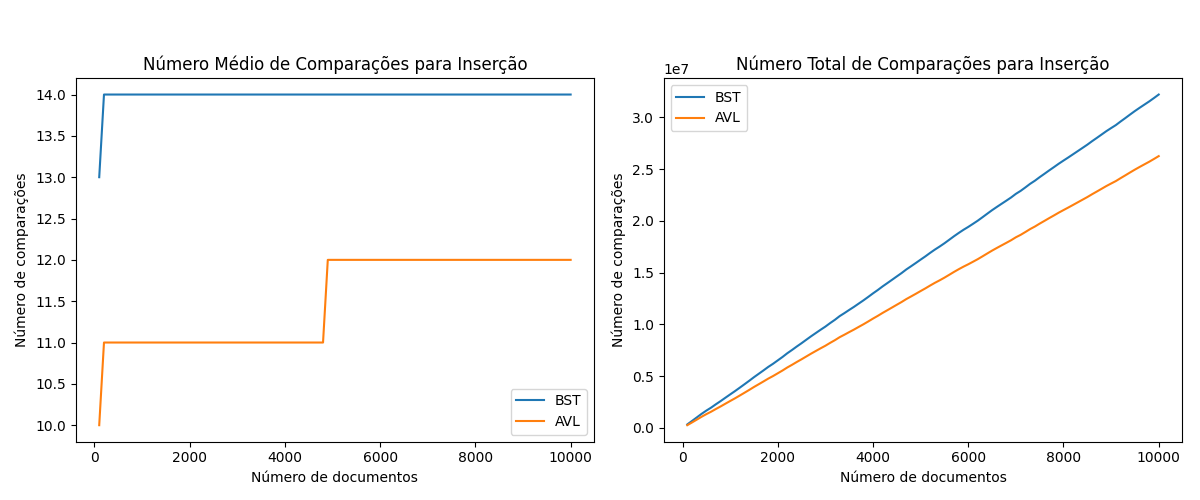 Número Médio de Comparações para Inserção
14.0
13.5
13.0
12.5
12.0
11.5
11.0
10.5
10.0
Número de comparações
BST
AVL
0
2000
4000
6000
8000
10000
Número de documentos
Número Total de Comparações para Inserção
1e7
BST
AVL
3.0
2.5
2.0
1.5
1.0
0.5
0.0
Número de comparações
0
2000
4000
6000
8000
10000
Número de documentos